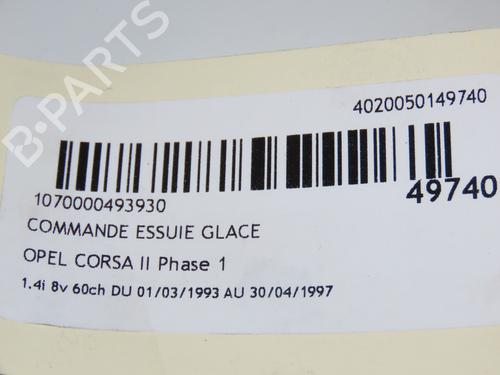 B-PARTS
4020050149740
1070000493930
49740
COMMANDE ESSUIE GLACE
OPEL CORSA II Phase 1
1.4i 8v 60ch DU 01/03/1993 AU 30/04/1997